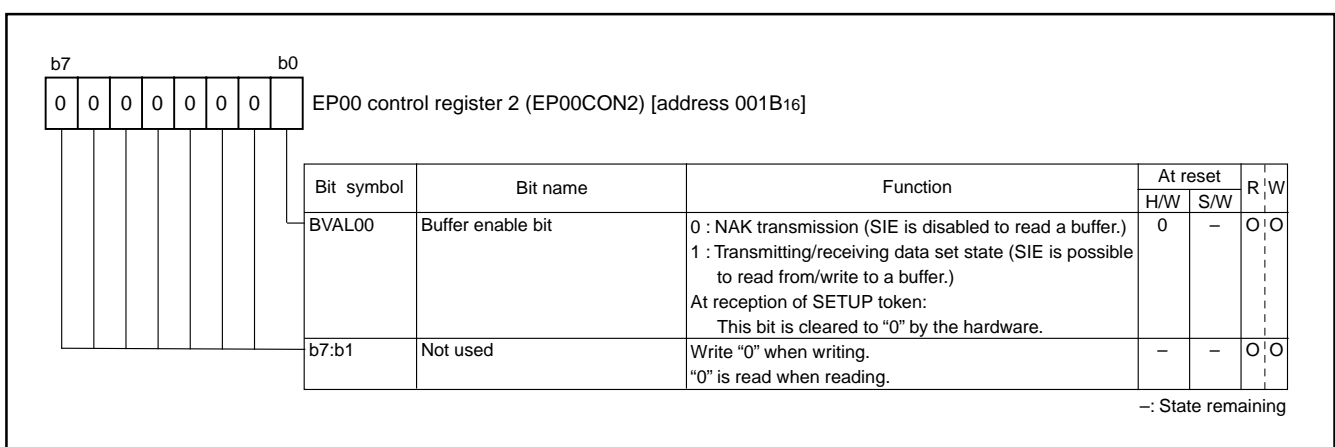 b7 b0
0 0 0 0 0 0 0 EP00 control register 2 (EP00CON2) [address 001B16]
Bit symbol Bit name Function At reset R W
H/W S/W
BVAL00 Buffer enable bit 0 : NAK transmission (SIE is disabled to read a buffer.) 0 – O O
1 : Transmitting/receiving data set state (SIE is possible
to read from/write to a buffer.)
At reception of SETUP token:
This bit is cleared to “0” by the hardware.
b7:b1 Not used Write “0” when writing. – – O O
“0” is read when reading.
–: State remaining